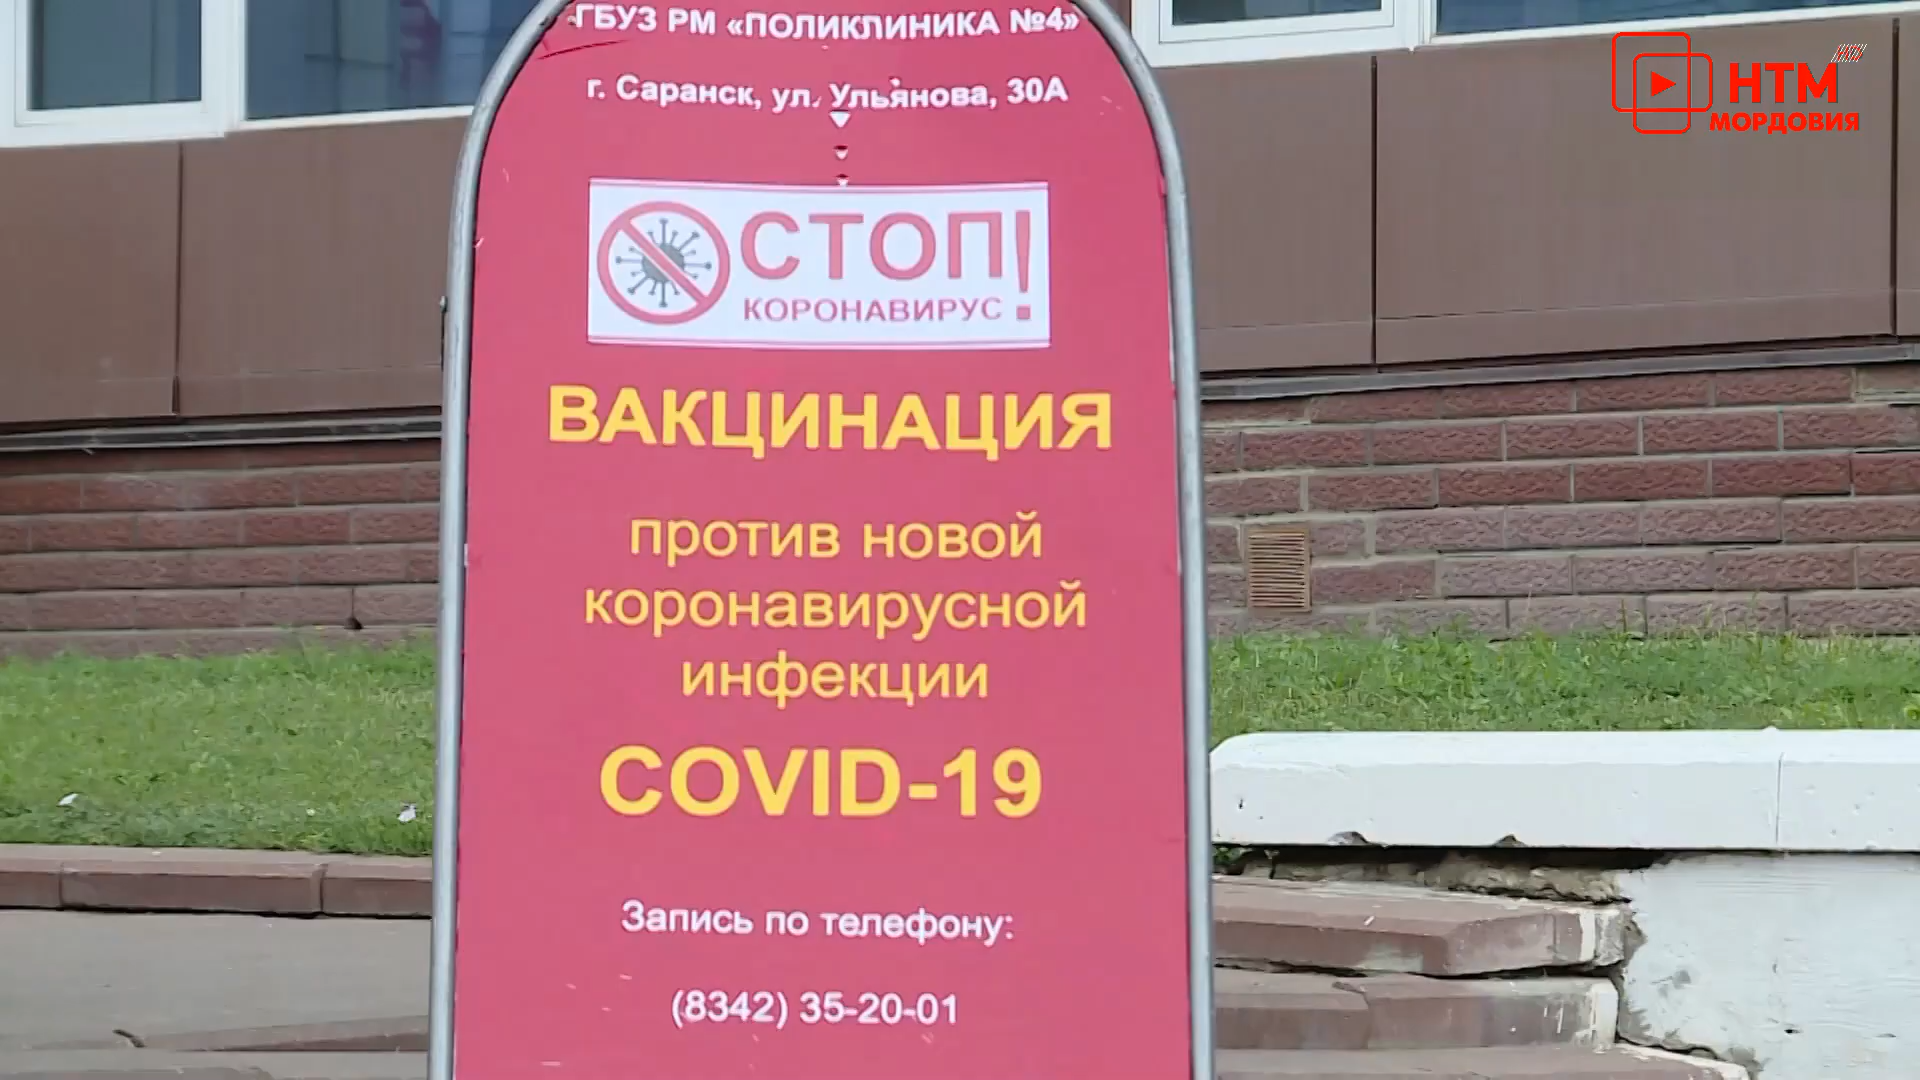 ГБУЗ РМ «ПОЛИКЛИНИКА №4»
г. Саранск, ул. Ульянова, 30А
СТОП!
КОРОНАВИРУС
ВАКЦИНАЦИЯ
против новой
коронавирусной
инфекции
COVID-19
Запись по телефону:
(8342) 35-20-01
НТМ
МОРДОВИЯ